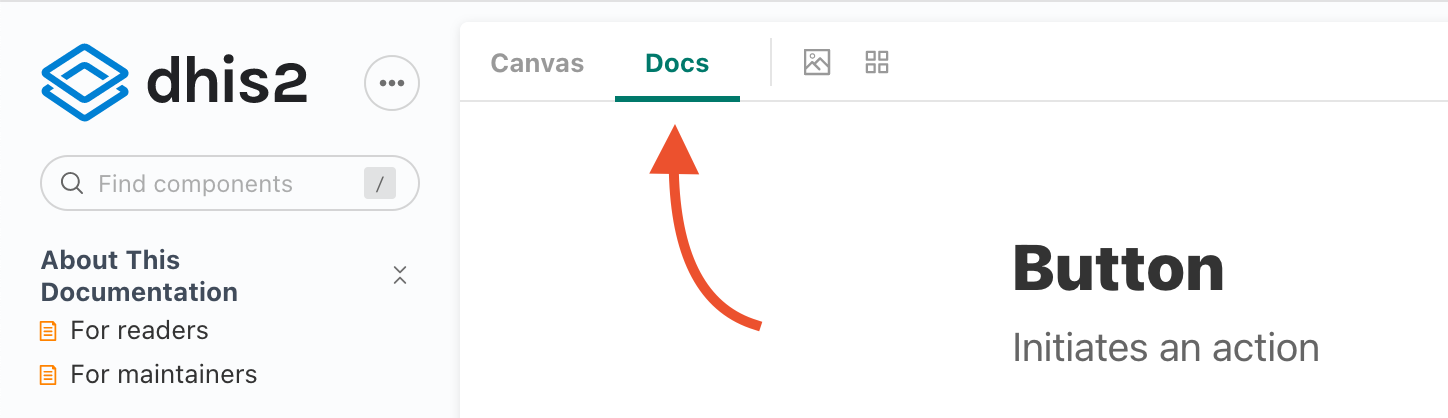 dhis2
Find components
/
About This
Documentation
For readers
For maintainers
Canvas
Docs
Button
Initiates an action